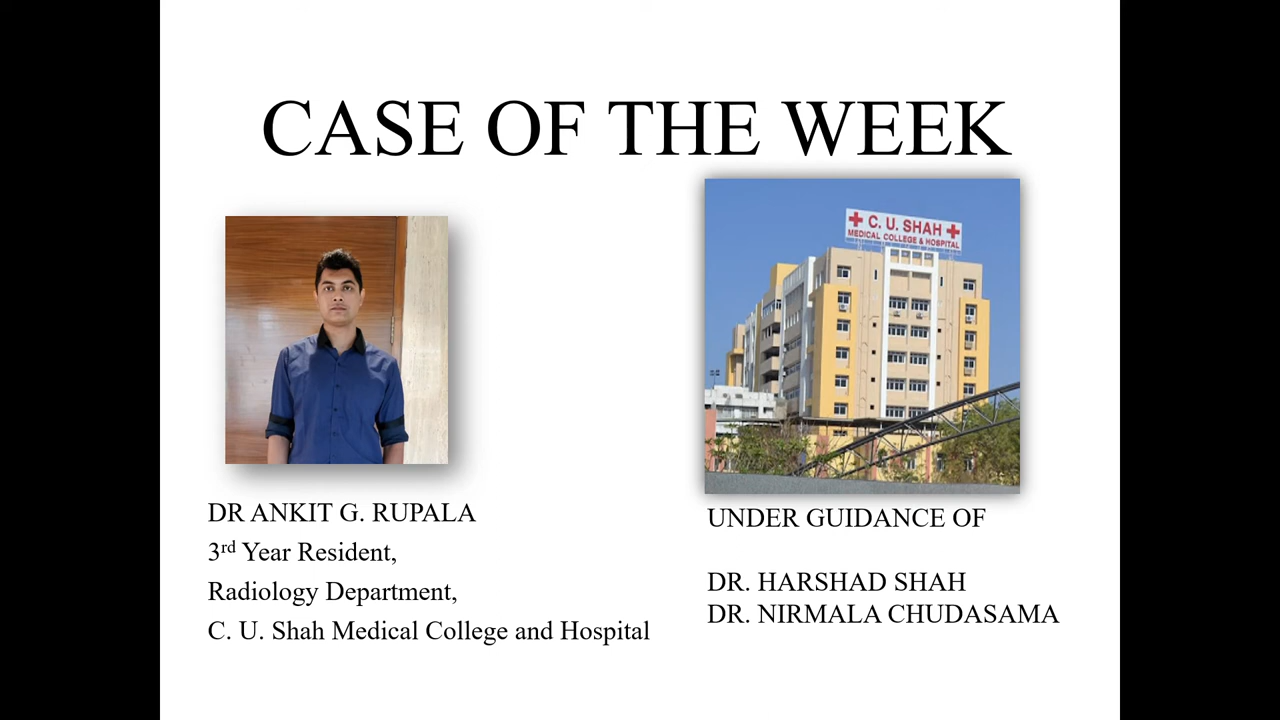 CASE OF THE WEEK
C. U. SHAH
MEDICAL COLLEGE & HOSPITAL
DR ANKIT G. RUPALA
3rd Year Resident,
Radiology Department,
C. U. Shah Medical College and Hospital
UNDER GUIDANCE OF
DR. HARSHAD SHAH
DR. NIRMALA CHUDASAMA